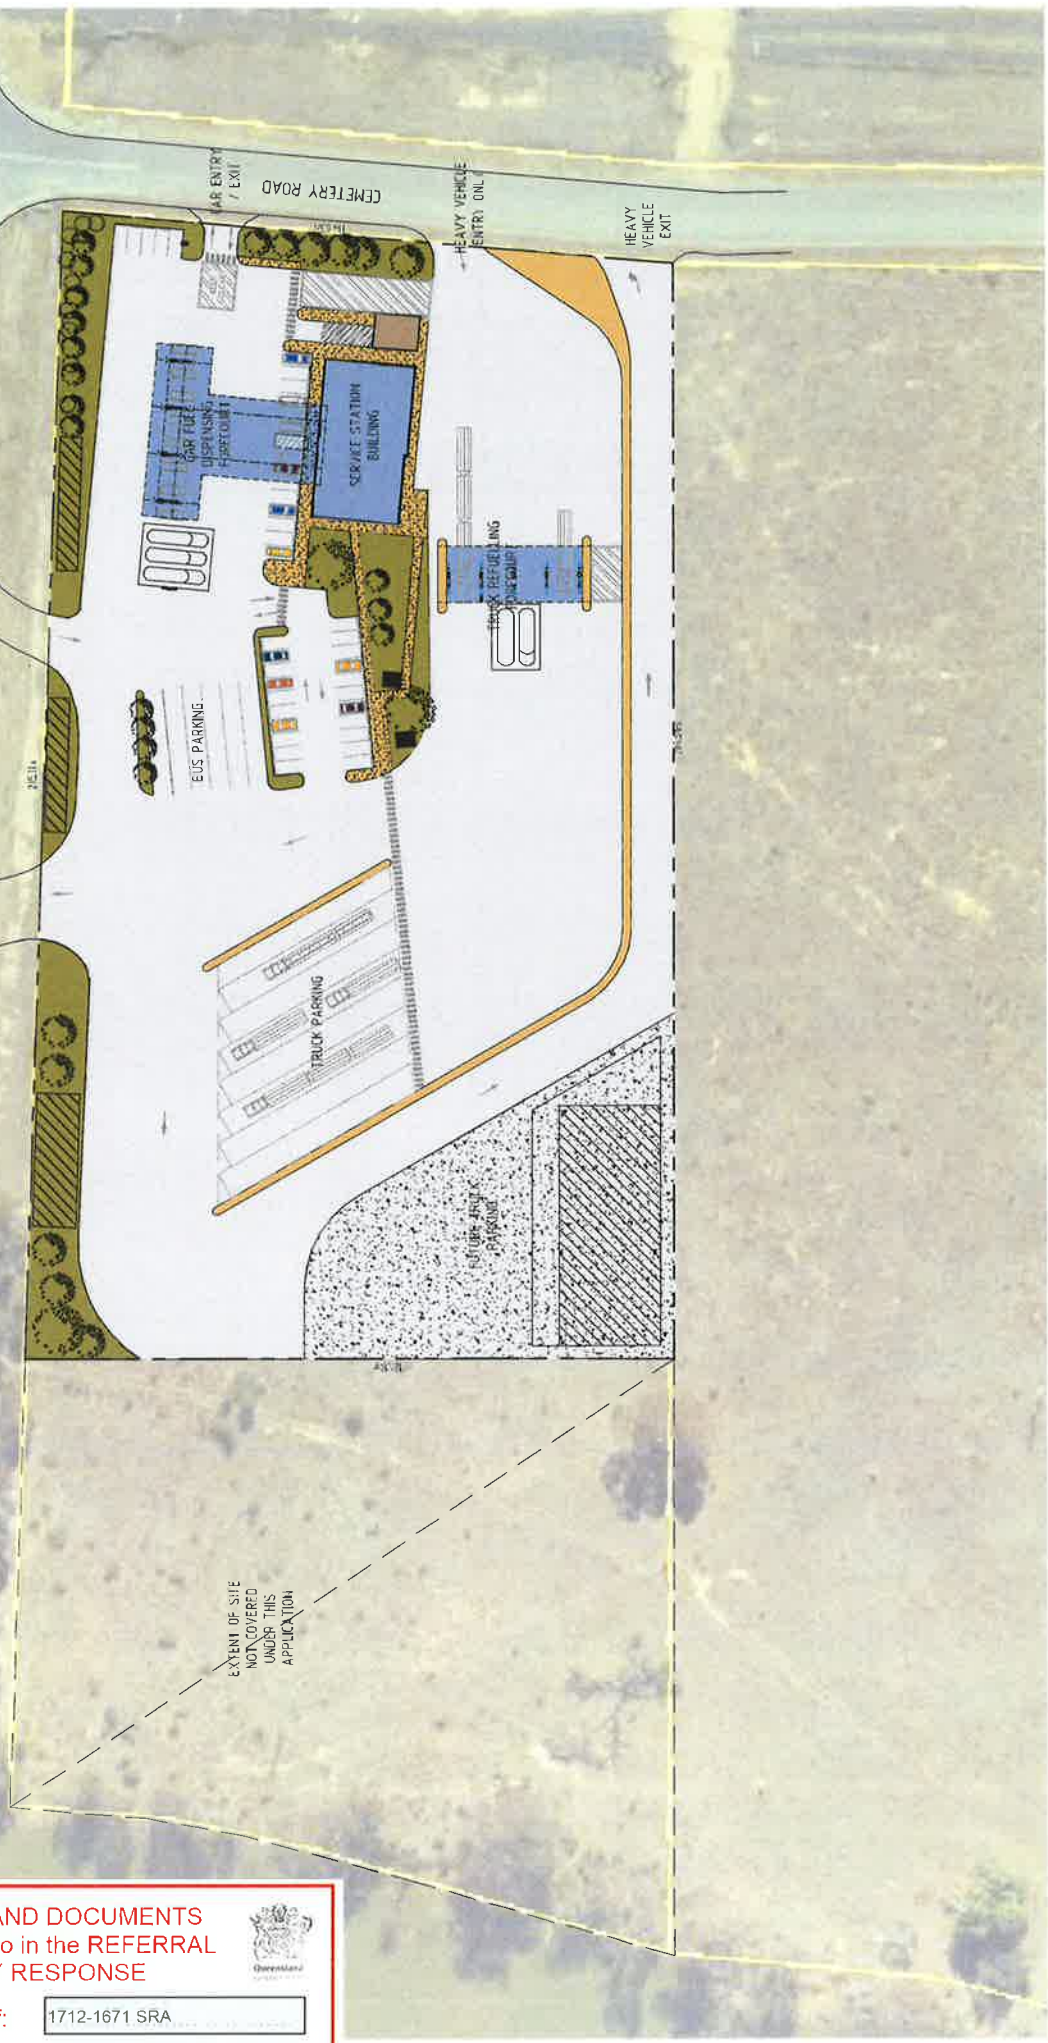 CAR ENTRY
/ EXIT
CEMETERY ROAD
HEAVY VEHICLE
ENTRY ONLY
HEAVY
VEHICLE
EXIT
CAR FUEL
DISPENSING
FORECOURT
SERVICE STATION
BUILDING
TRUCK REFUELLING
FORECOURT
BUS PARKING
TRUCK PARKING
FUTURE TRUCK
PARKING
EXTENT OF SITE
NOT COVERED
UNDER THIS
APPLICATION
AND DOCUMENTS
o in the REFERRAL
Y RESPONSE
Queensland
1712-1671 SRA